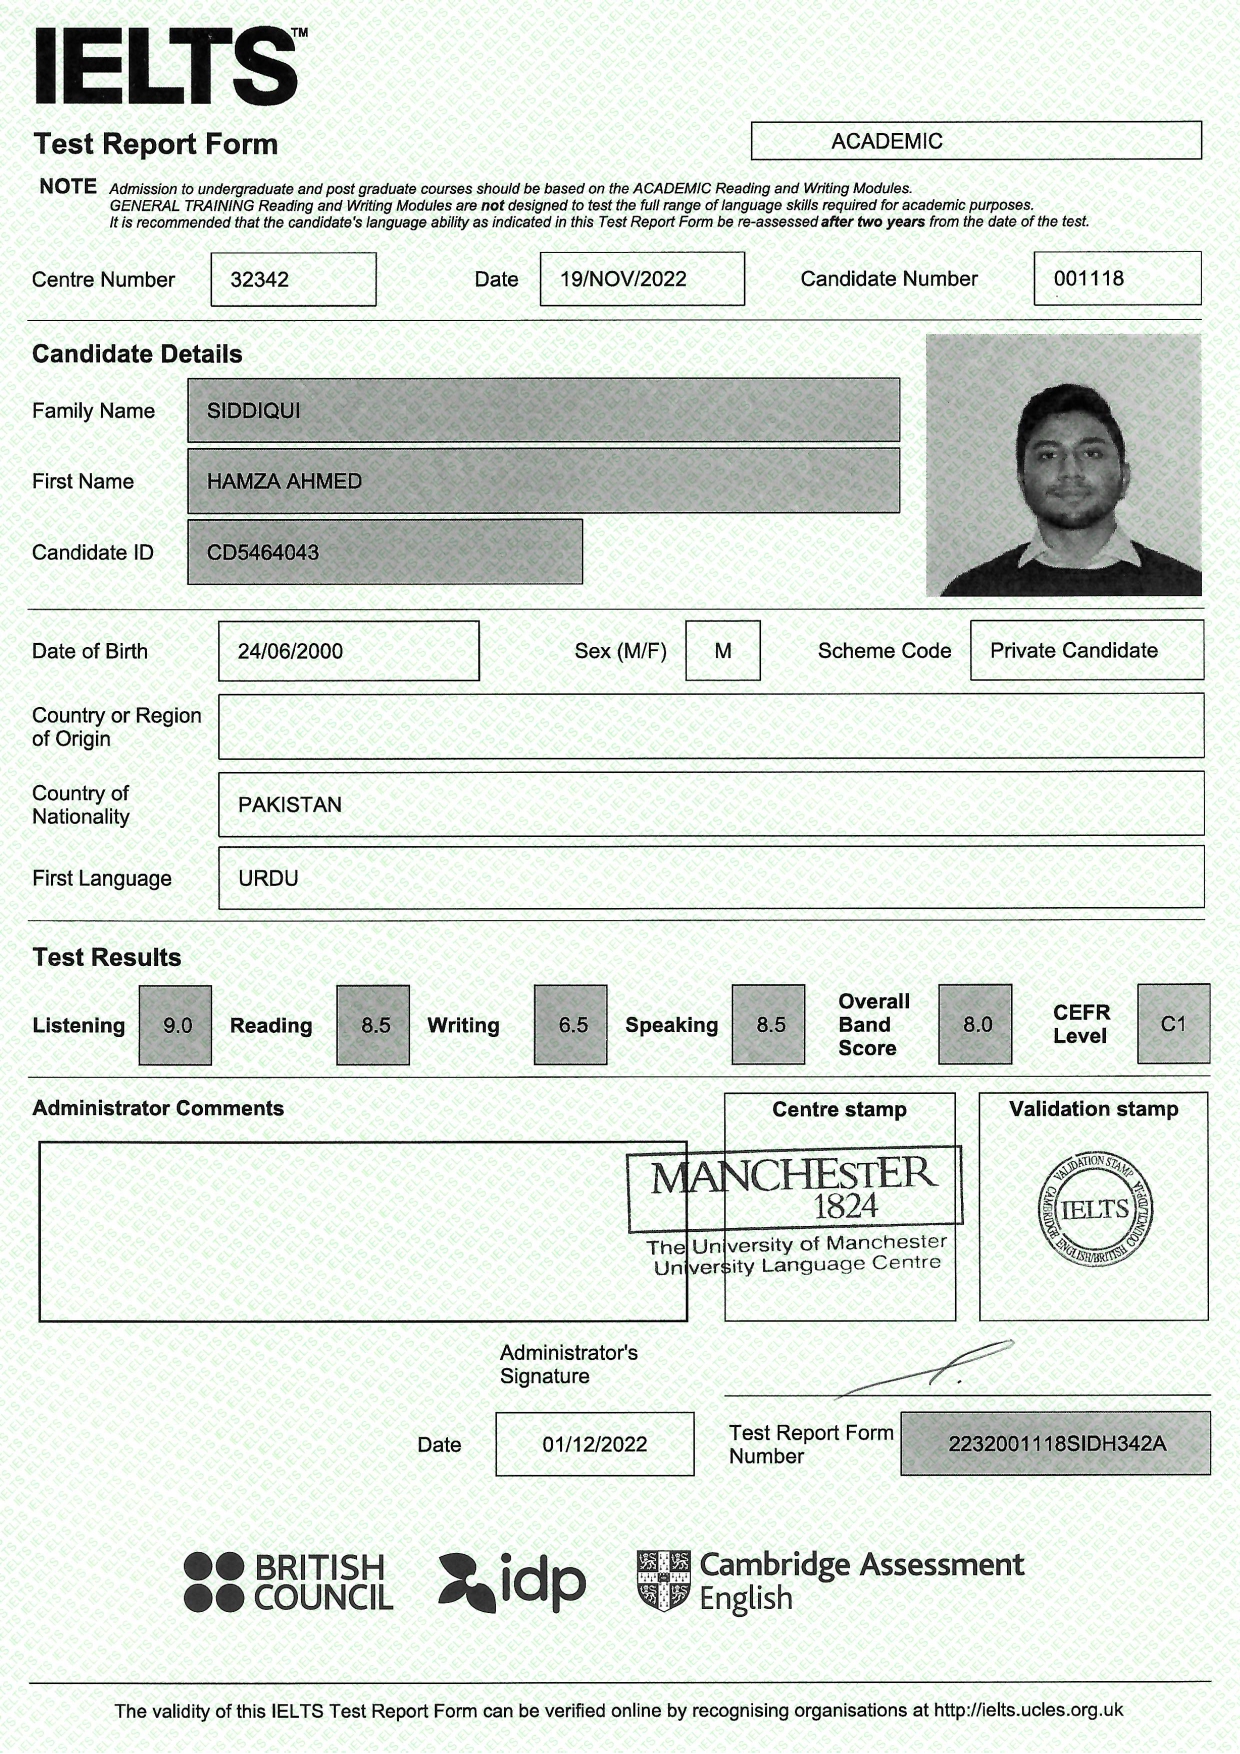 IELTS™
Test Report Form
ACADEMIC
NOTE Admission to undergraduate and post graduate courses should be based on the ACADEMIC Reading and Writing Modules.
GENERAL TRAINING Reading and Writing Modules are not designed to test the full range of language skills required for academic purposes.
It is recommended that the candidate's language ability as indicated in this Test Report Form be re-assessed after two years from the date of the test.
Centre Number 32342 Date 19/NOV/2022 Candidate Number 001118
Candidate Details
Family Name SIDDIQUI
First Name HAMZA AHMED
Candidate ID CD5464043
Date of Birth 24/06/2000 Sex (M/F) M Scheme Code Private Candidate
Country or Region
of Origin
Country of
Nationality
PAKISTAN
First Language URDU
Test Results
Listening 9.0 Reading 8.5 Writing 6.5 Speaking 8.5 Overall Band Score 8.0 CEFR Level C1
Administrator Comments
Centre stamp
MANCHESTER
1824
The University of Manchester
University Language Centre
Validation stamp
VALIDATION STAMP
IELTS
CAMBRIDGE ENGLISH/BRITISH COUNCIL/IDP:IA
Administrator's
Signature
Date 01/12/2022
Test Report Form
Number
2232001118SIDH342A
BRITISH
COUNCIL
idp
Cambridge Assessment
English
The validity of this IELTS Test Report Form can be verified online by recognising organisations at http://ielts.ucles.org.uk